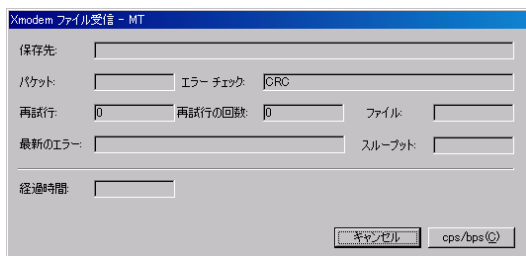 Xmodem ファイル受信 - MT
保存先:
パケット: エラー チェック: CRC
再試行: 0 再試行の回数: 0 ファイル:
最新のエラー: スループット:
経過時間:
キャンセル cps/bps(C)